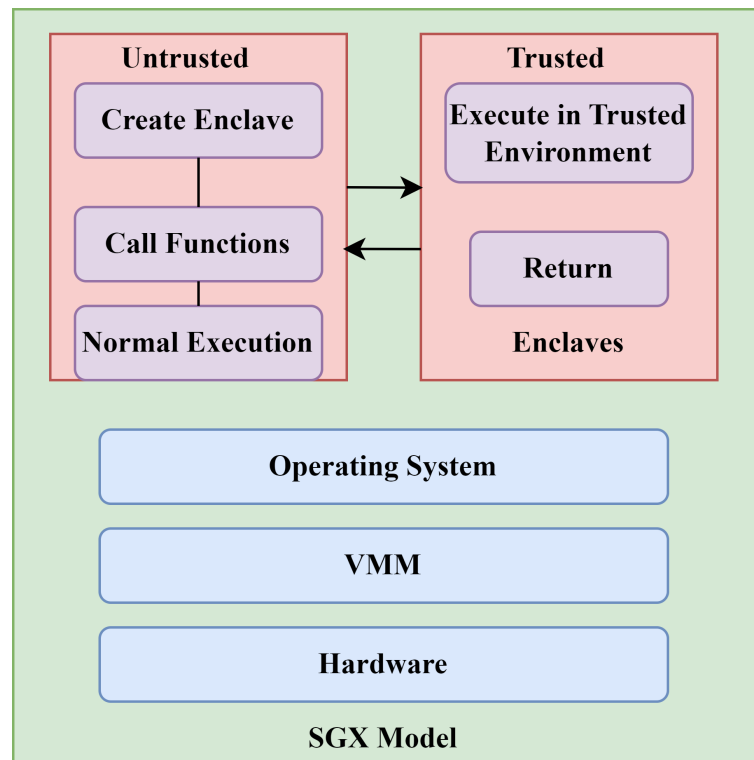 Untrusted
Create Enclave
Call Functions
Normal Execution
Trusted
Execute in Trusted
Environment
Return
Enclaves
Operating System
VMM
Hardware
SGX Model